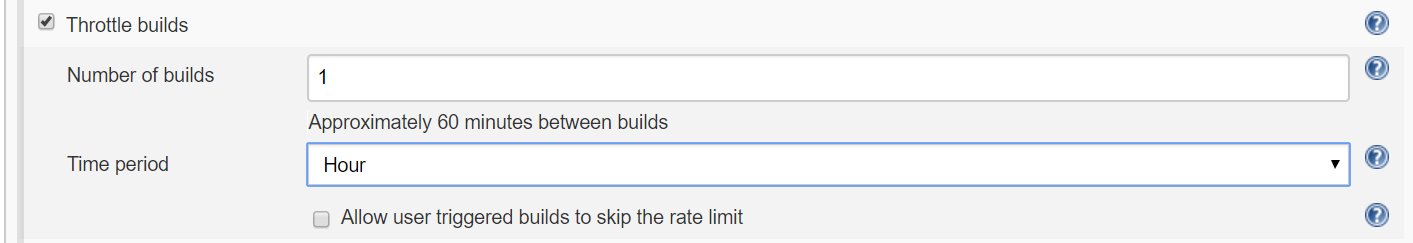 Throttle builds
Number of builds
1
Approximately 60 minutes between builds
Time period
Hour
Allow user triggered builds to skip the rate limit